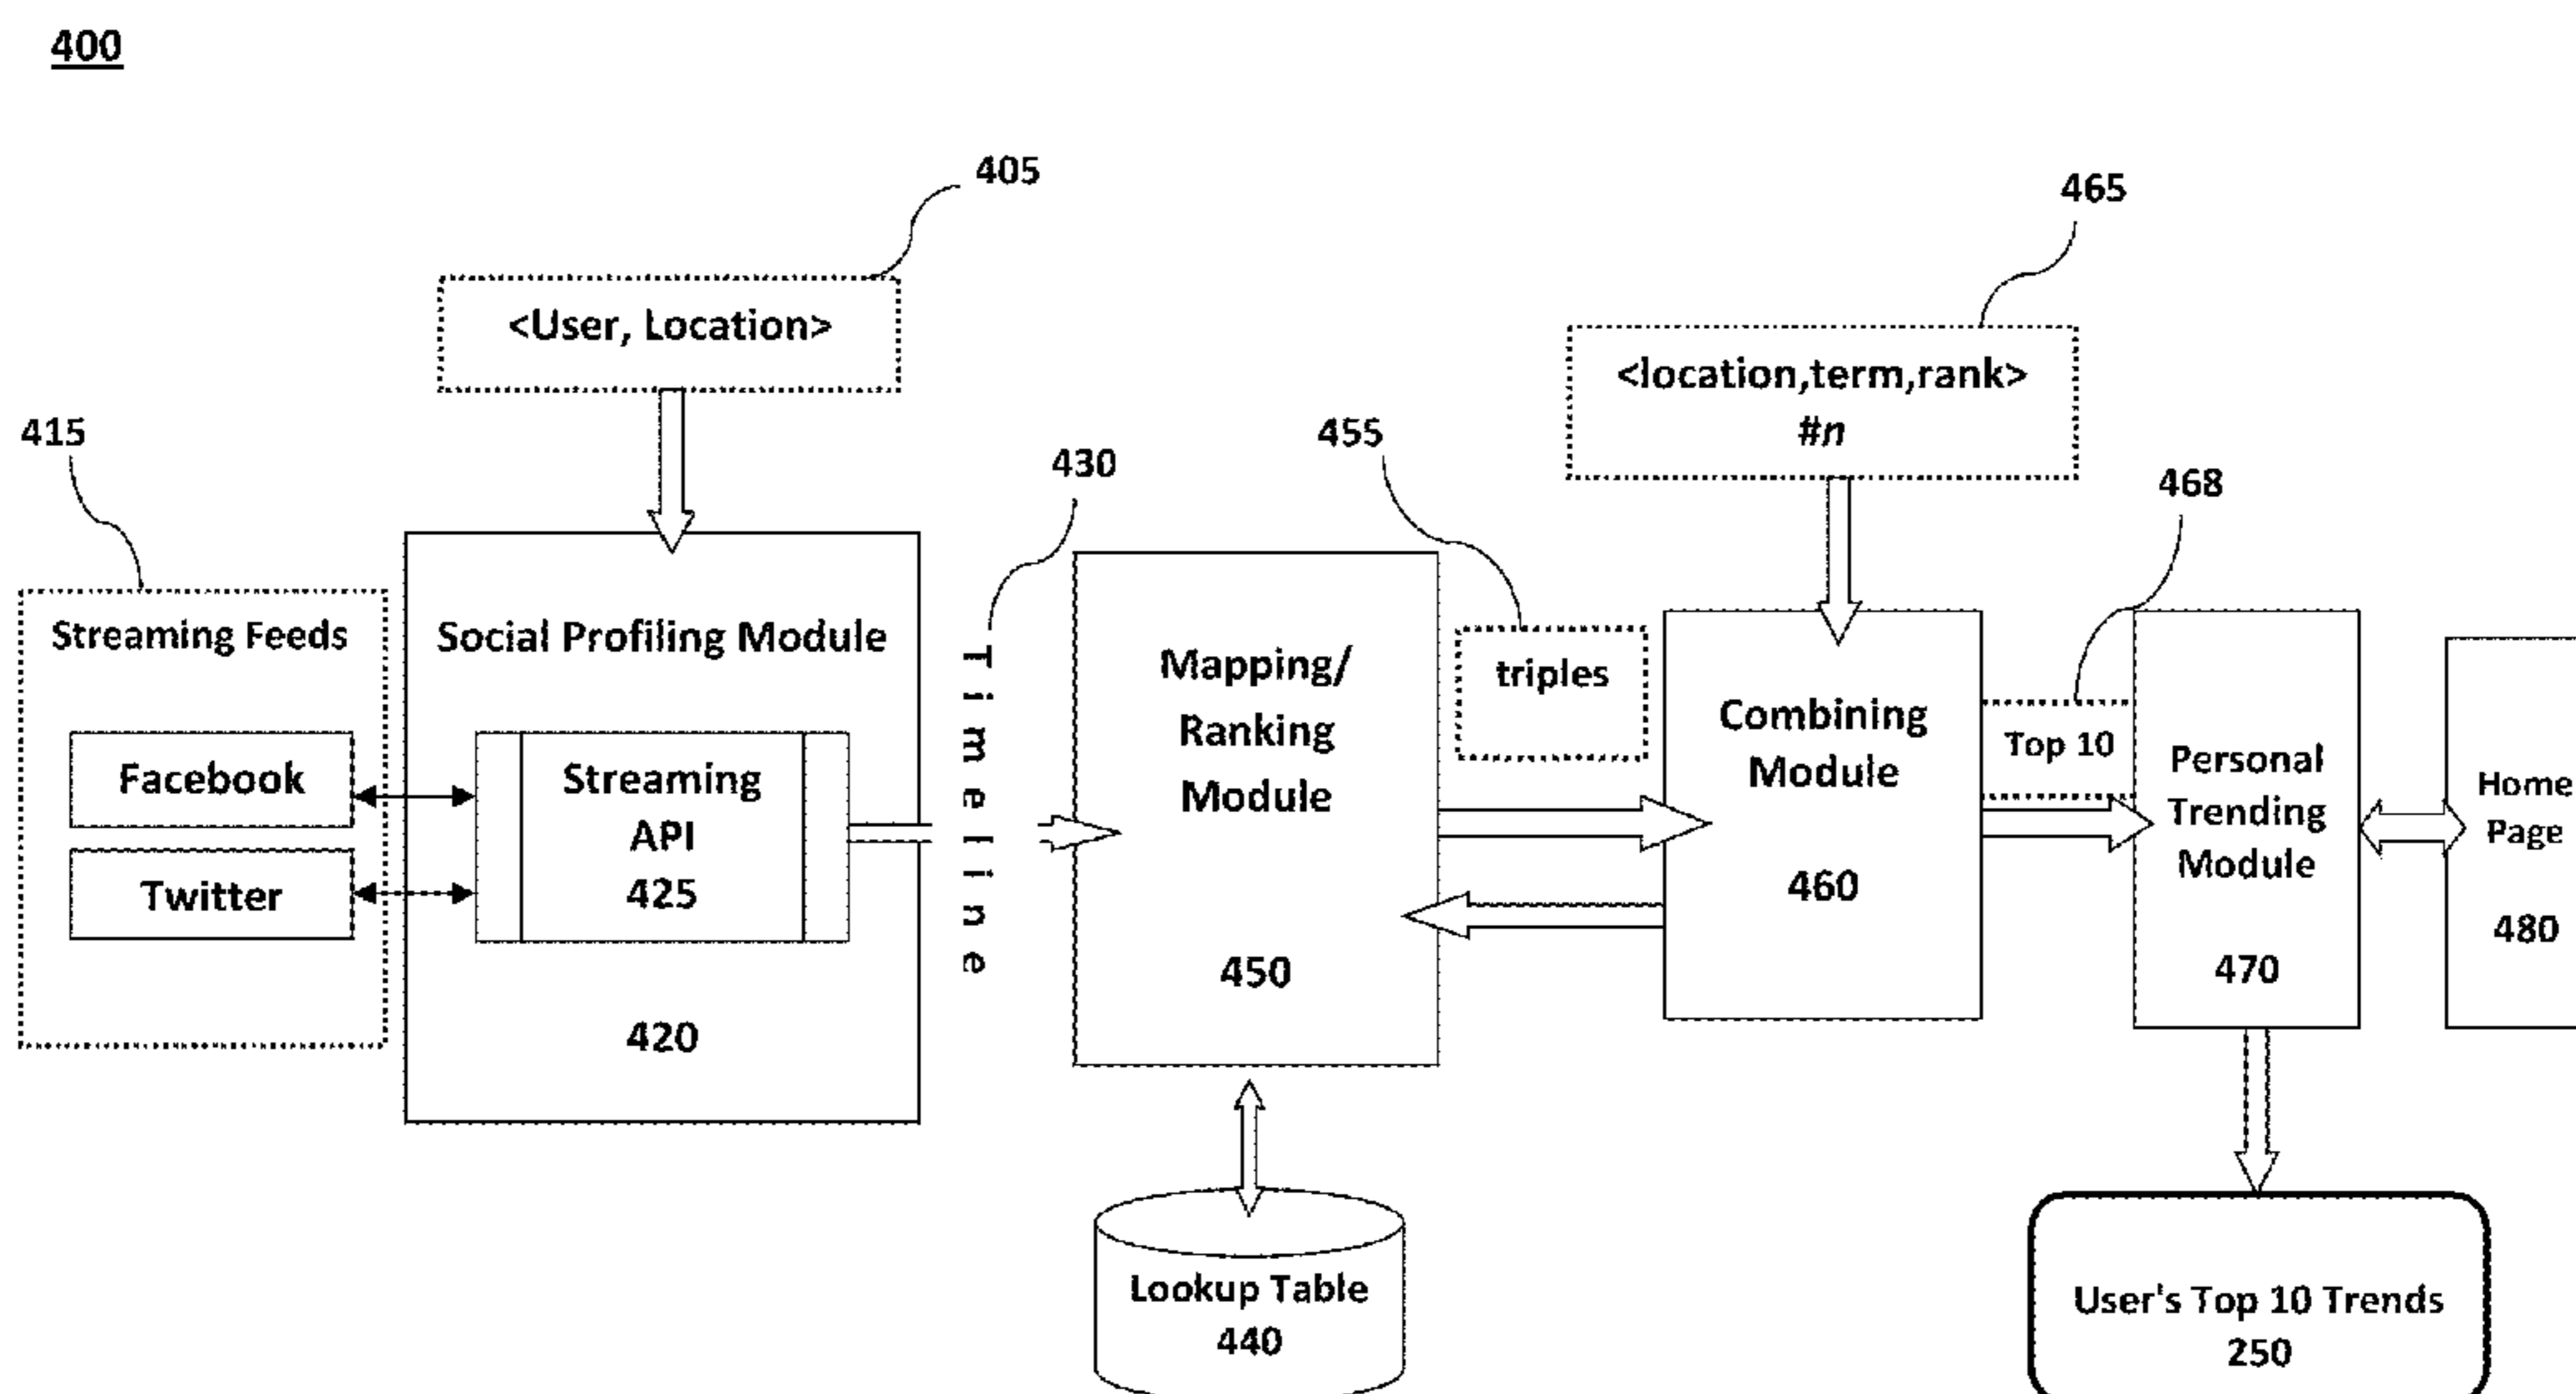 400
405
<User, Location>
465
<location,term,rank>
#n
415
430
455
468
Streaming Feeds
Facebook
Twitter
Social Profiling Module
Streaming
API
425
420
Timeline
Mapping/
Ranking
Module
450
triples
Combining
Module
460
Top 10
Personal
Trending
Module
470
Home
Page
480
Lookup Table
440
User's Top 10 Trends
250